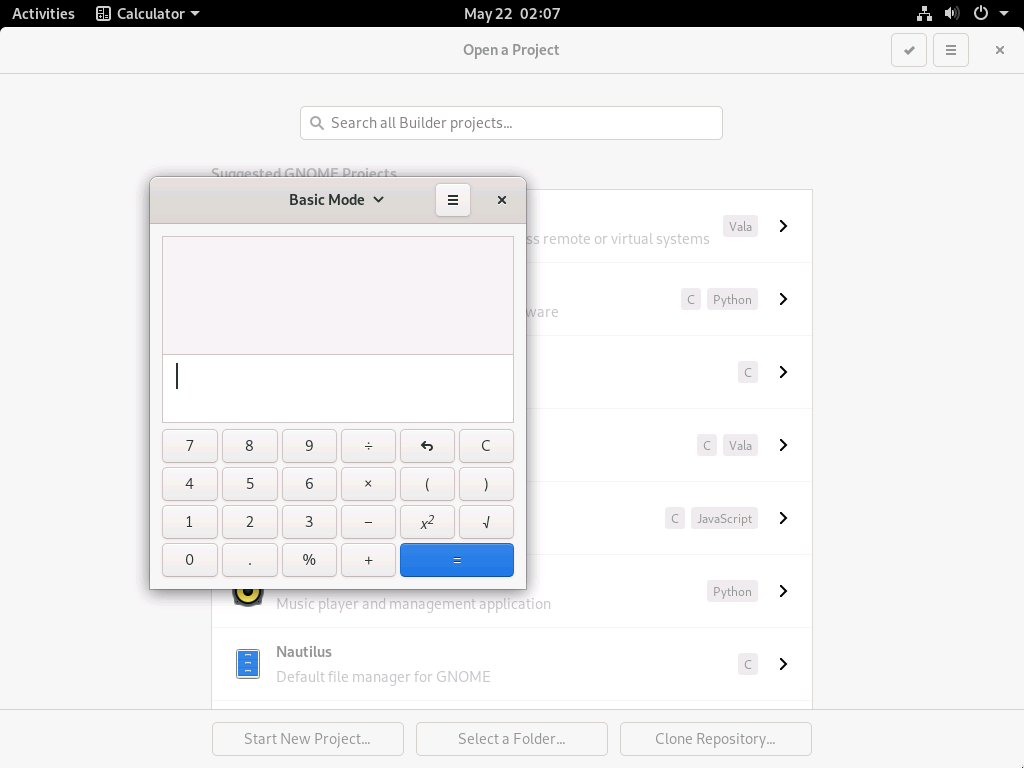 Activities Calculator May 22 02:07
Open a Project
Search all Builder projects...
Suggested GNOME Projects
Basic Mode
Vala
ss remote or virtual systems
C Python
ware
C
C Vala
C JavaScript
7 8 9 ÷ C
4 5 6 × ( )
1 2 3 − x² √
0 . % + =
Python
Music player and management application
Nautilus
C
Default file manager for GNOME
Start New Project... Select a Folder... Clone Repository...